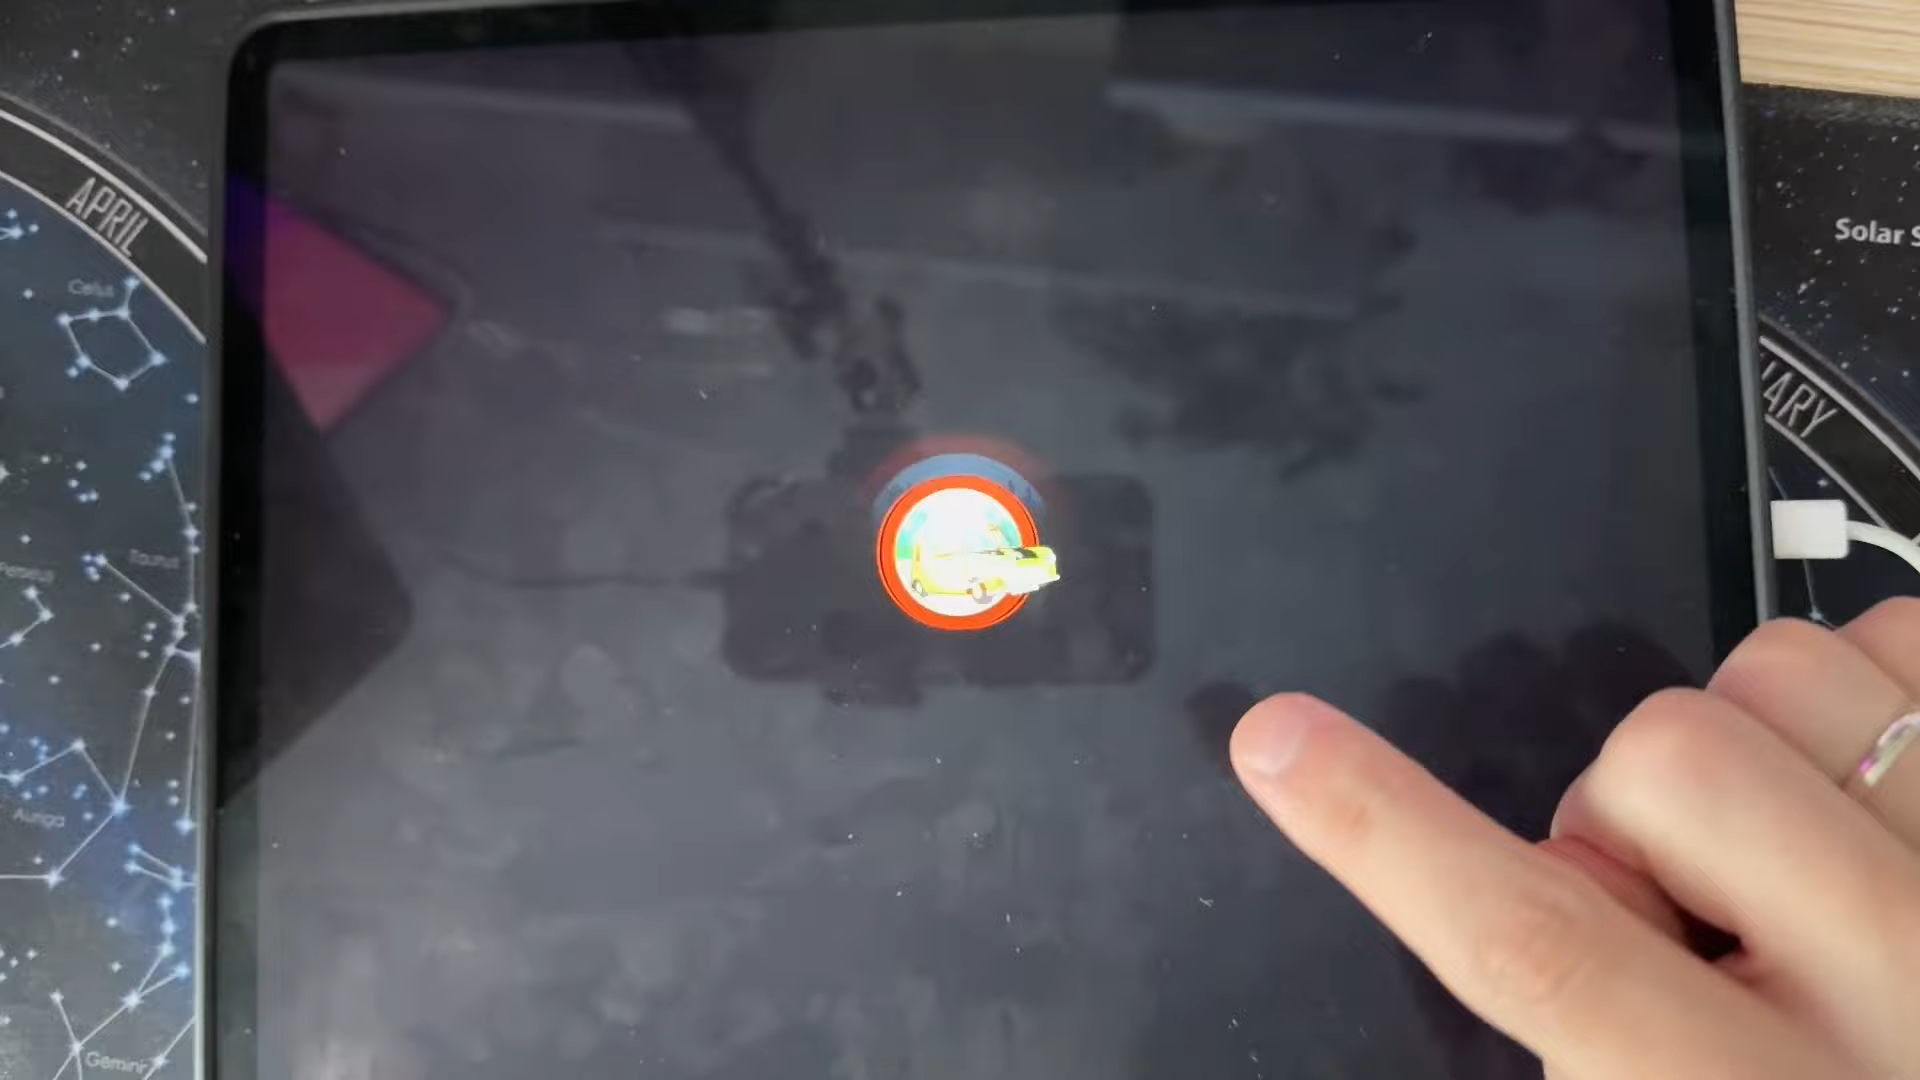 APRIL
Solar S
Cetus
UARY
Taurus
Perseus
Auriga
Gemini